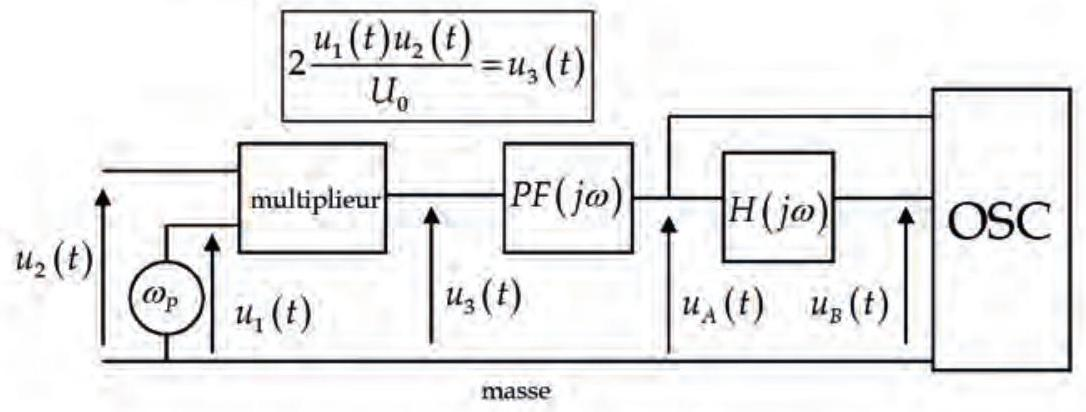 2 u₁(t)u₂(t) / U₀ = u₃(t)
multiplieur
PF(jω)
H(jω)
OSC
u₂(t)
ω_P
u₁(t)
u₃(t)
u_A(t)
u_B(t)
masse